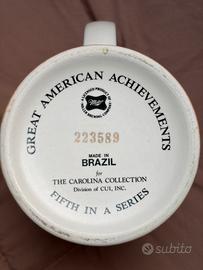 GREAT AMERICAN ACHIEVEMENTS
Miller
223589
MADE IN
BRAZIL
for
THE CAROLINA COLLECTION
Division of CUI, INC.
FIFTH IN A SERIES
subito